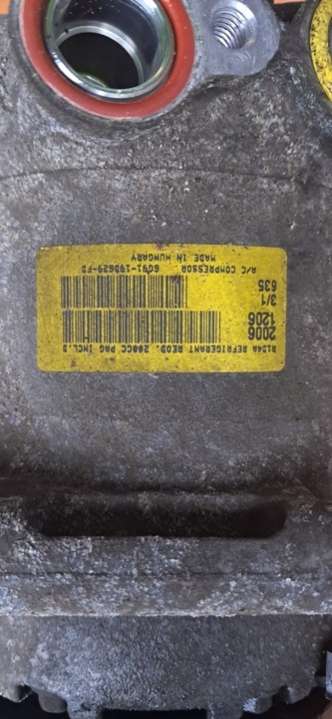 R134A REFRIGERANT REQD. 200CC PAG INCL.D
2006
1206
3/1
635
A/C COMPRESSOR 6G91-19D629-FD
MADE IN HUNGARY